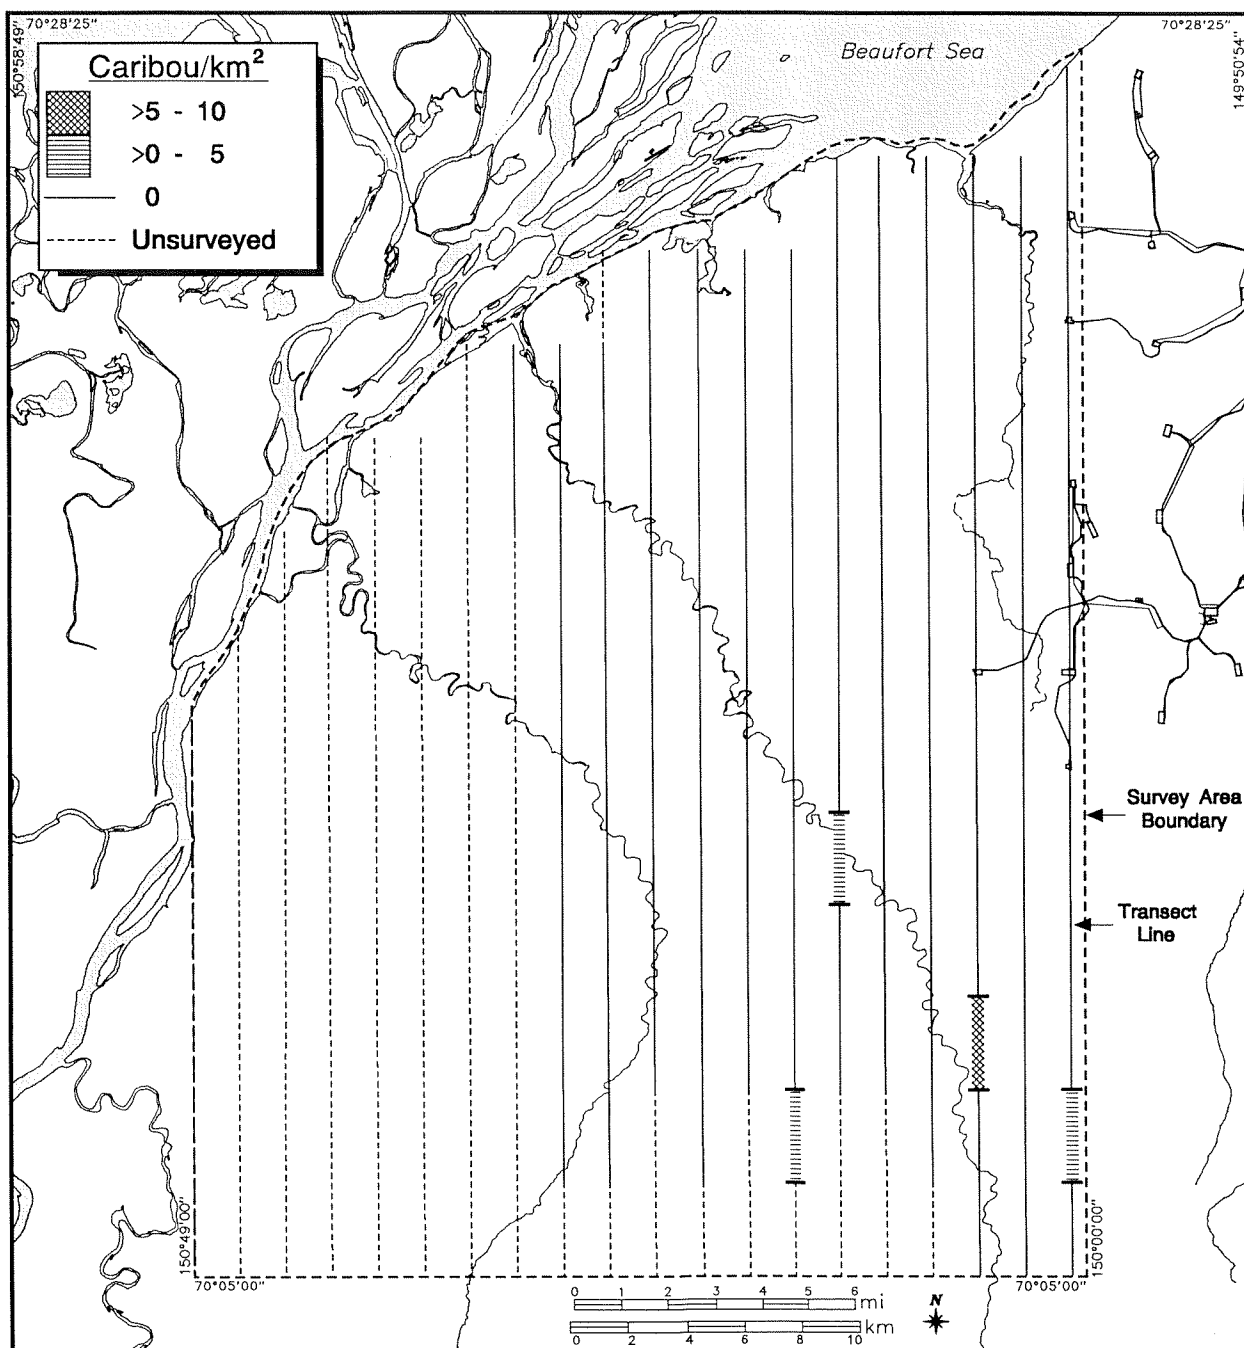 70°28'25"
70°28'25"
150°58'49"
149°50'54"
Beaufort Sea
Caribou/km²
>5 - 10
>0 - 5
0
Unsurveyed
Survey Area
Boundary
Transect
Line
150°49'00"
150°00'00"
70°05'00"
70°05'00"
0 1 2 3 4 5 6
mi
N
km
0 2 4 6 8 10